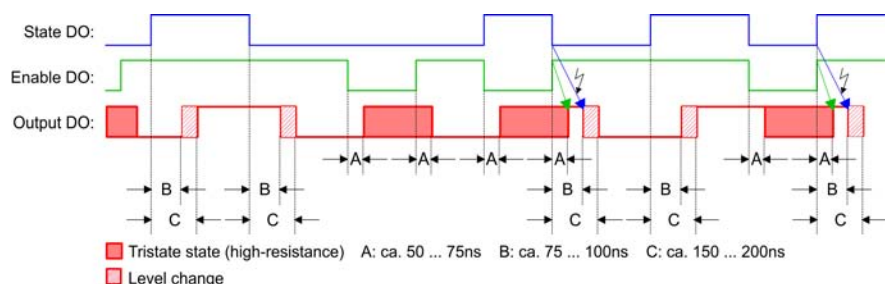 State DO:
Enable DO:
Output DO:
A A A A A A
B B B B B B
C C C C C C
Tristate state (high-resistance) A: ca. 50 ... 75ns B: ca. 75 ... 100ns C: ca. 150 ... 200ns
Level change